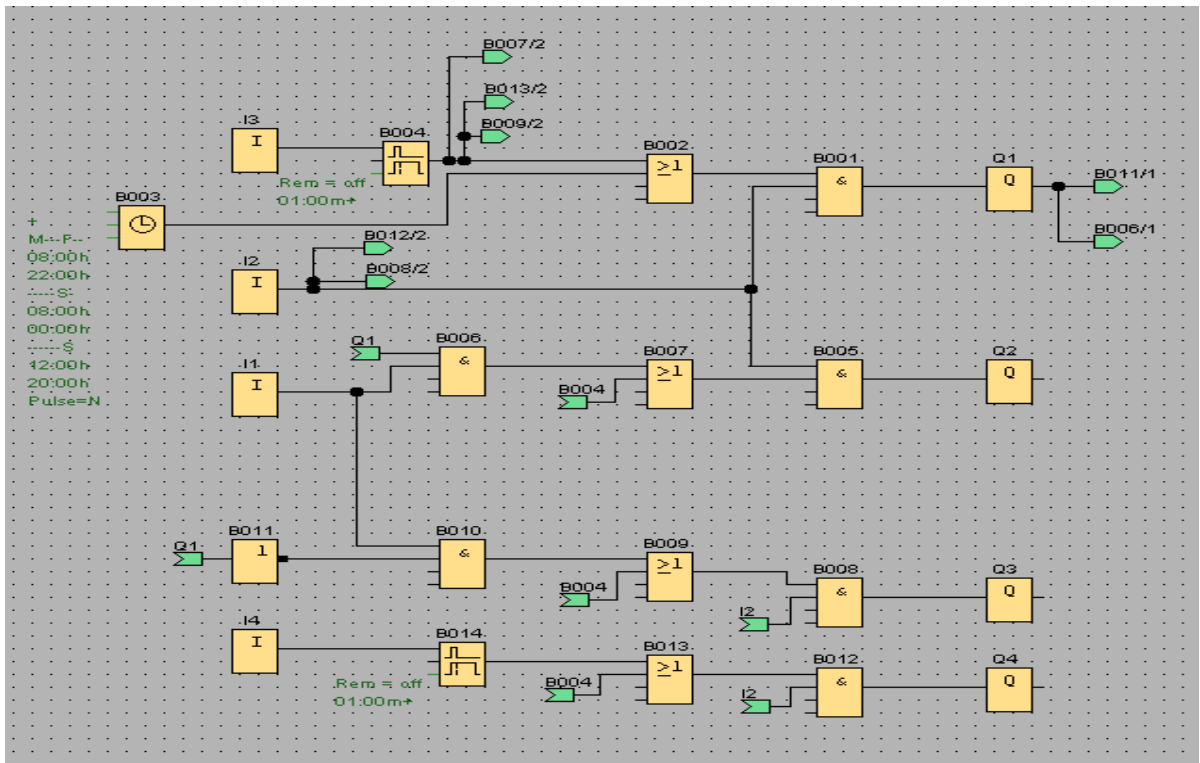 B007/2
B013/2
B009/2
I3
I
B004
Rem = off
01:00m+
B002
≥1
B001
&
Q1
Q
B011/1
B006/1
B003
+
M---F--
08:00h
22:00h
-----S-
08:00h
00:00h
------S
12:00h
20:00h
Pulse=N
B012/2
B008/2
I2
I
Q1
B006
&
B007
≥1
B004
B005
&
Q2
Q
I1
I
Q1
B011
1
B010
&
B009
≥1
B004
B008
&
I2
Q3
Q
I4
I
B014
Rem = off
01:00m+
B013
≥1
B004
B012
&
I2
Q4
Q